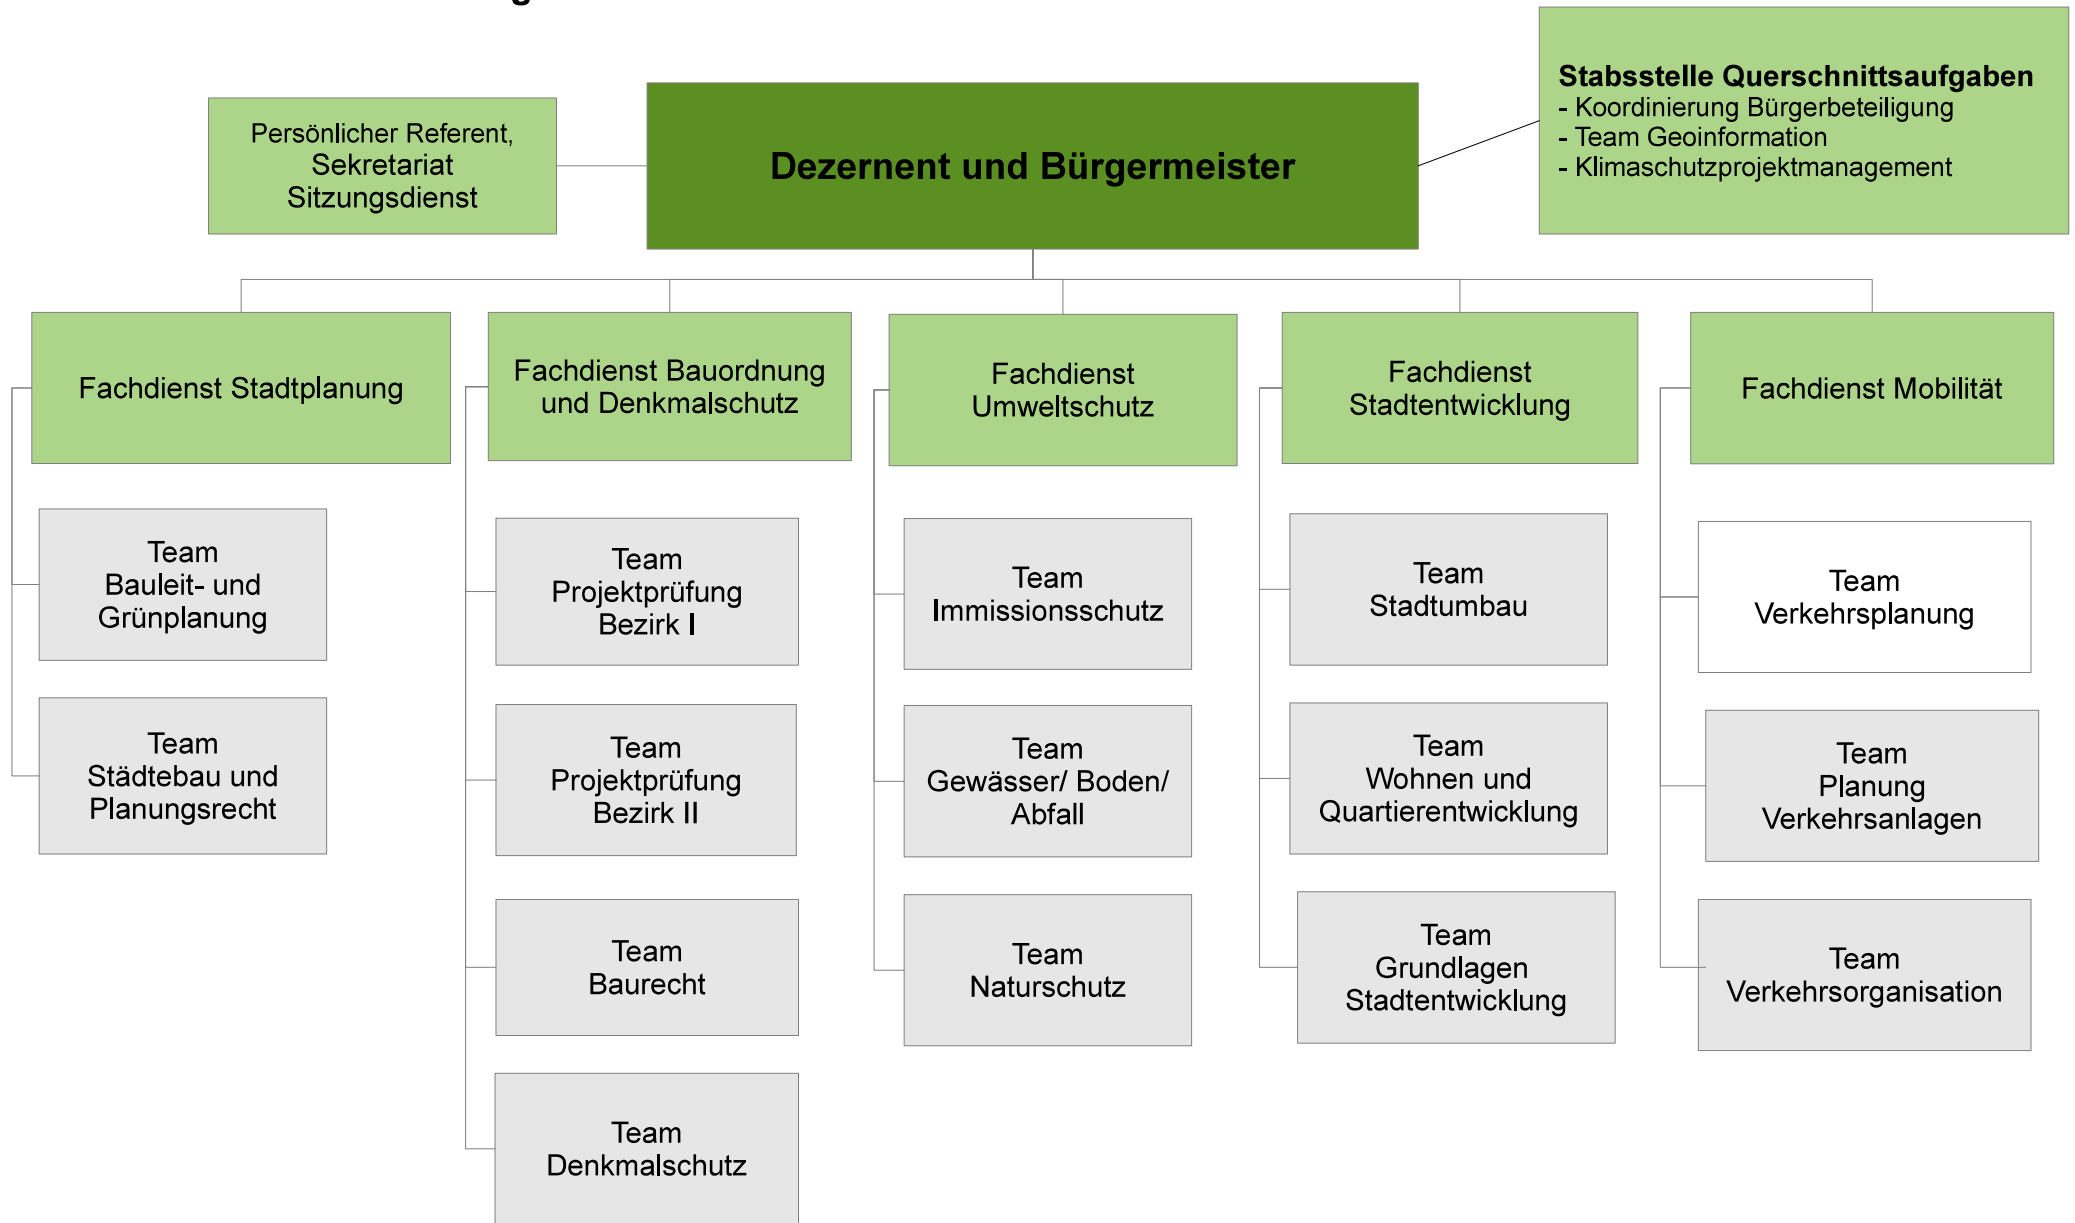 Persönlicher Referent,
Sekretariat
Sitzungsdienst
Dezernent und Bürgermeister
Stabsstelle Querschnittsaufgaben
- Koordinierung Bürgerbeteiligung
- Team Geoinformation
- Klimaschutzprojektmanagement
Fachdienst Stadtplanung
Team
Bauleit- und
Grünplanung
Team
Städtebau und
Planungsrecht
Fachdienst Bauordnung
und Denkmalschutz
Team
Projektprüfung
Bezirk I
Team
Projektprüfung
Bezirk II
Team
Baurecht
Team
Denkmalschutz
Fachdienst
Umweltschutz
Team
Immissionsschutz
Team
Gewässer/ Boden/
Abfall
Team
Naturschutz
Fachdienst
Stadtentwicklung
Team
Stadtumbau
Team
Wohnen und
Quartierentwicklung
Team
Grundlagen
Stadtentwicklung
Fachdienst Mobilität
Team
Verkehrsplanung
Team
Planung
Verkehrsanlagen
Team
Verkehrsorganisation